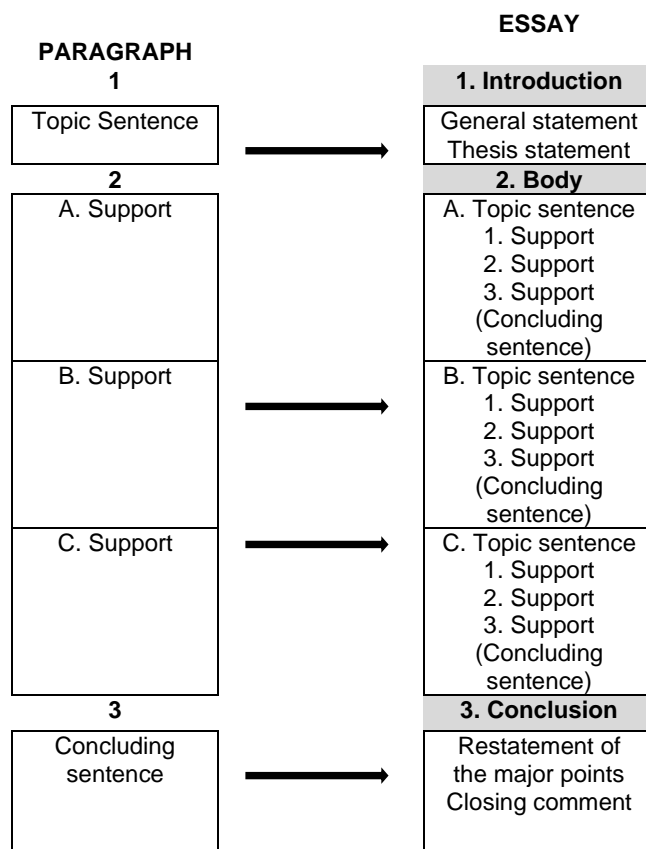 ESSAY
PARAGRAPH
1
1. Introduction
Topic Sentence
General statement
Thesis statement
2
2. Body
A. Support
A. Topic sentence
1. Support
2. Support
3. Support
(Concluding
sentence)
B. Support
B. Topic sentence
1. Support
2. Support
3. Support
(Concluding
sentence)
C. Support
C. Topic sentence
1. Support
2. Support
3. Support
(Concluding
sentence)
3
3. Conclusion
Concluding
sentence
Restatement of
the major points
Closing comment